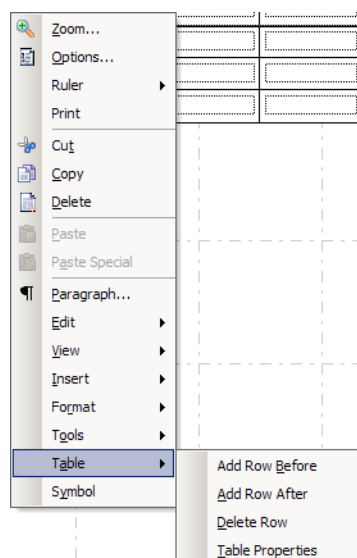 Zoom...
Options...
Ruler
Print
Cut
Copy
Delete
Paste
Paste Special
Paragraph...
Edit
View
Insert
Format
Tools
Table
Symbol
Add Row Before
Add Row After
Delete Row
Table Properties